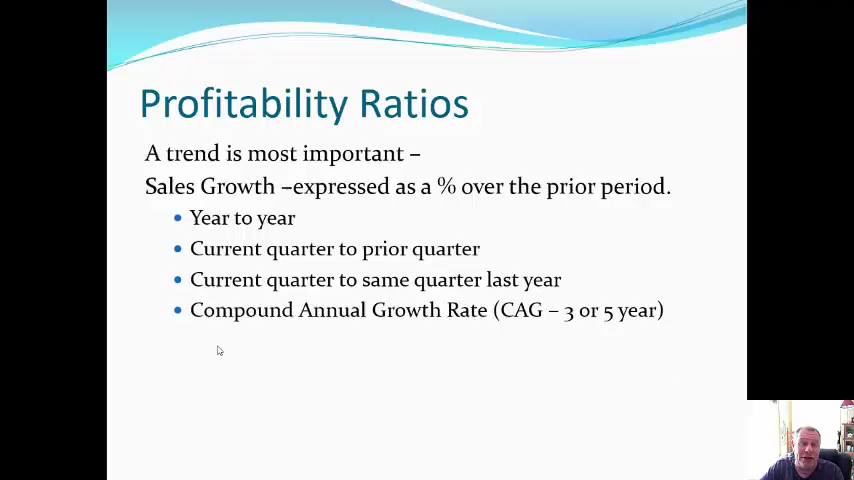 Profitability Ratios
A trend is most important –
Sales Growth –expressed as a % over the prior period.
• Year to year
• Current quarter to prior quarter
• Current quarter to same quarter last year
• Compound Annual Growth Rate (CAG – 3 or 5 year)